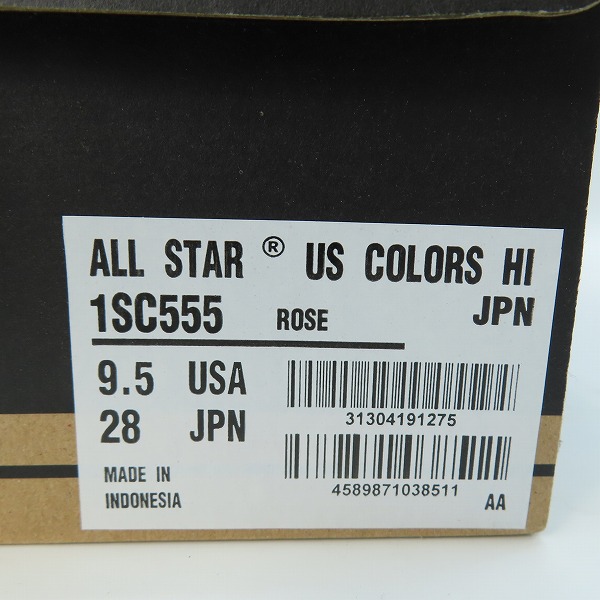 ALL STAR ® US COLORS HI
1SC555 ROSE JPN
9.5 USA
28 JPN
31304191275
4589871038511
MADE IN
INDONESIA
AA